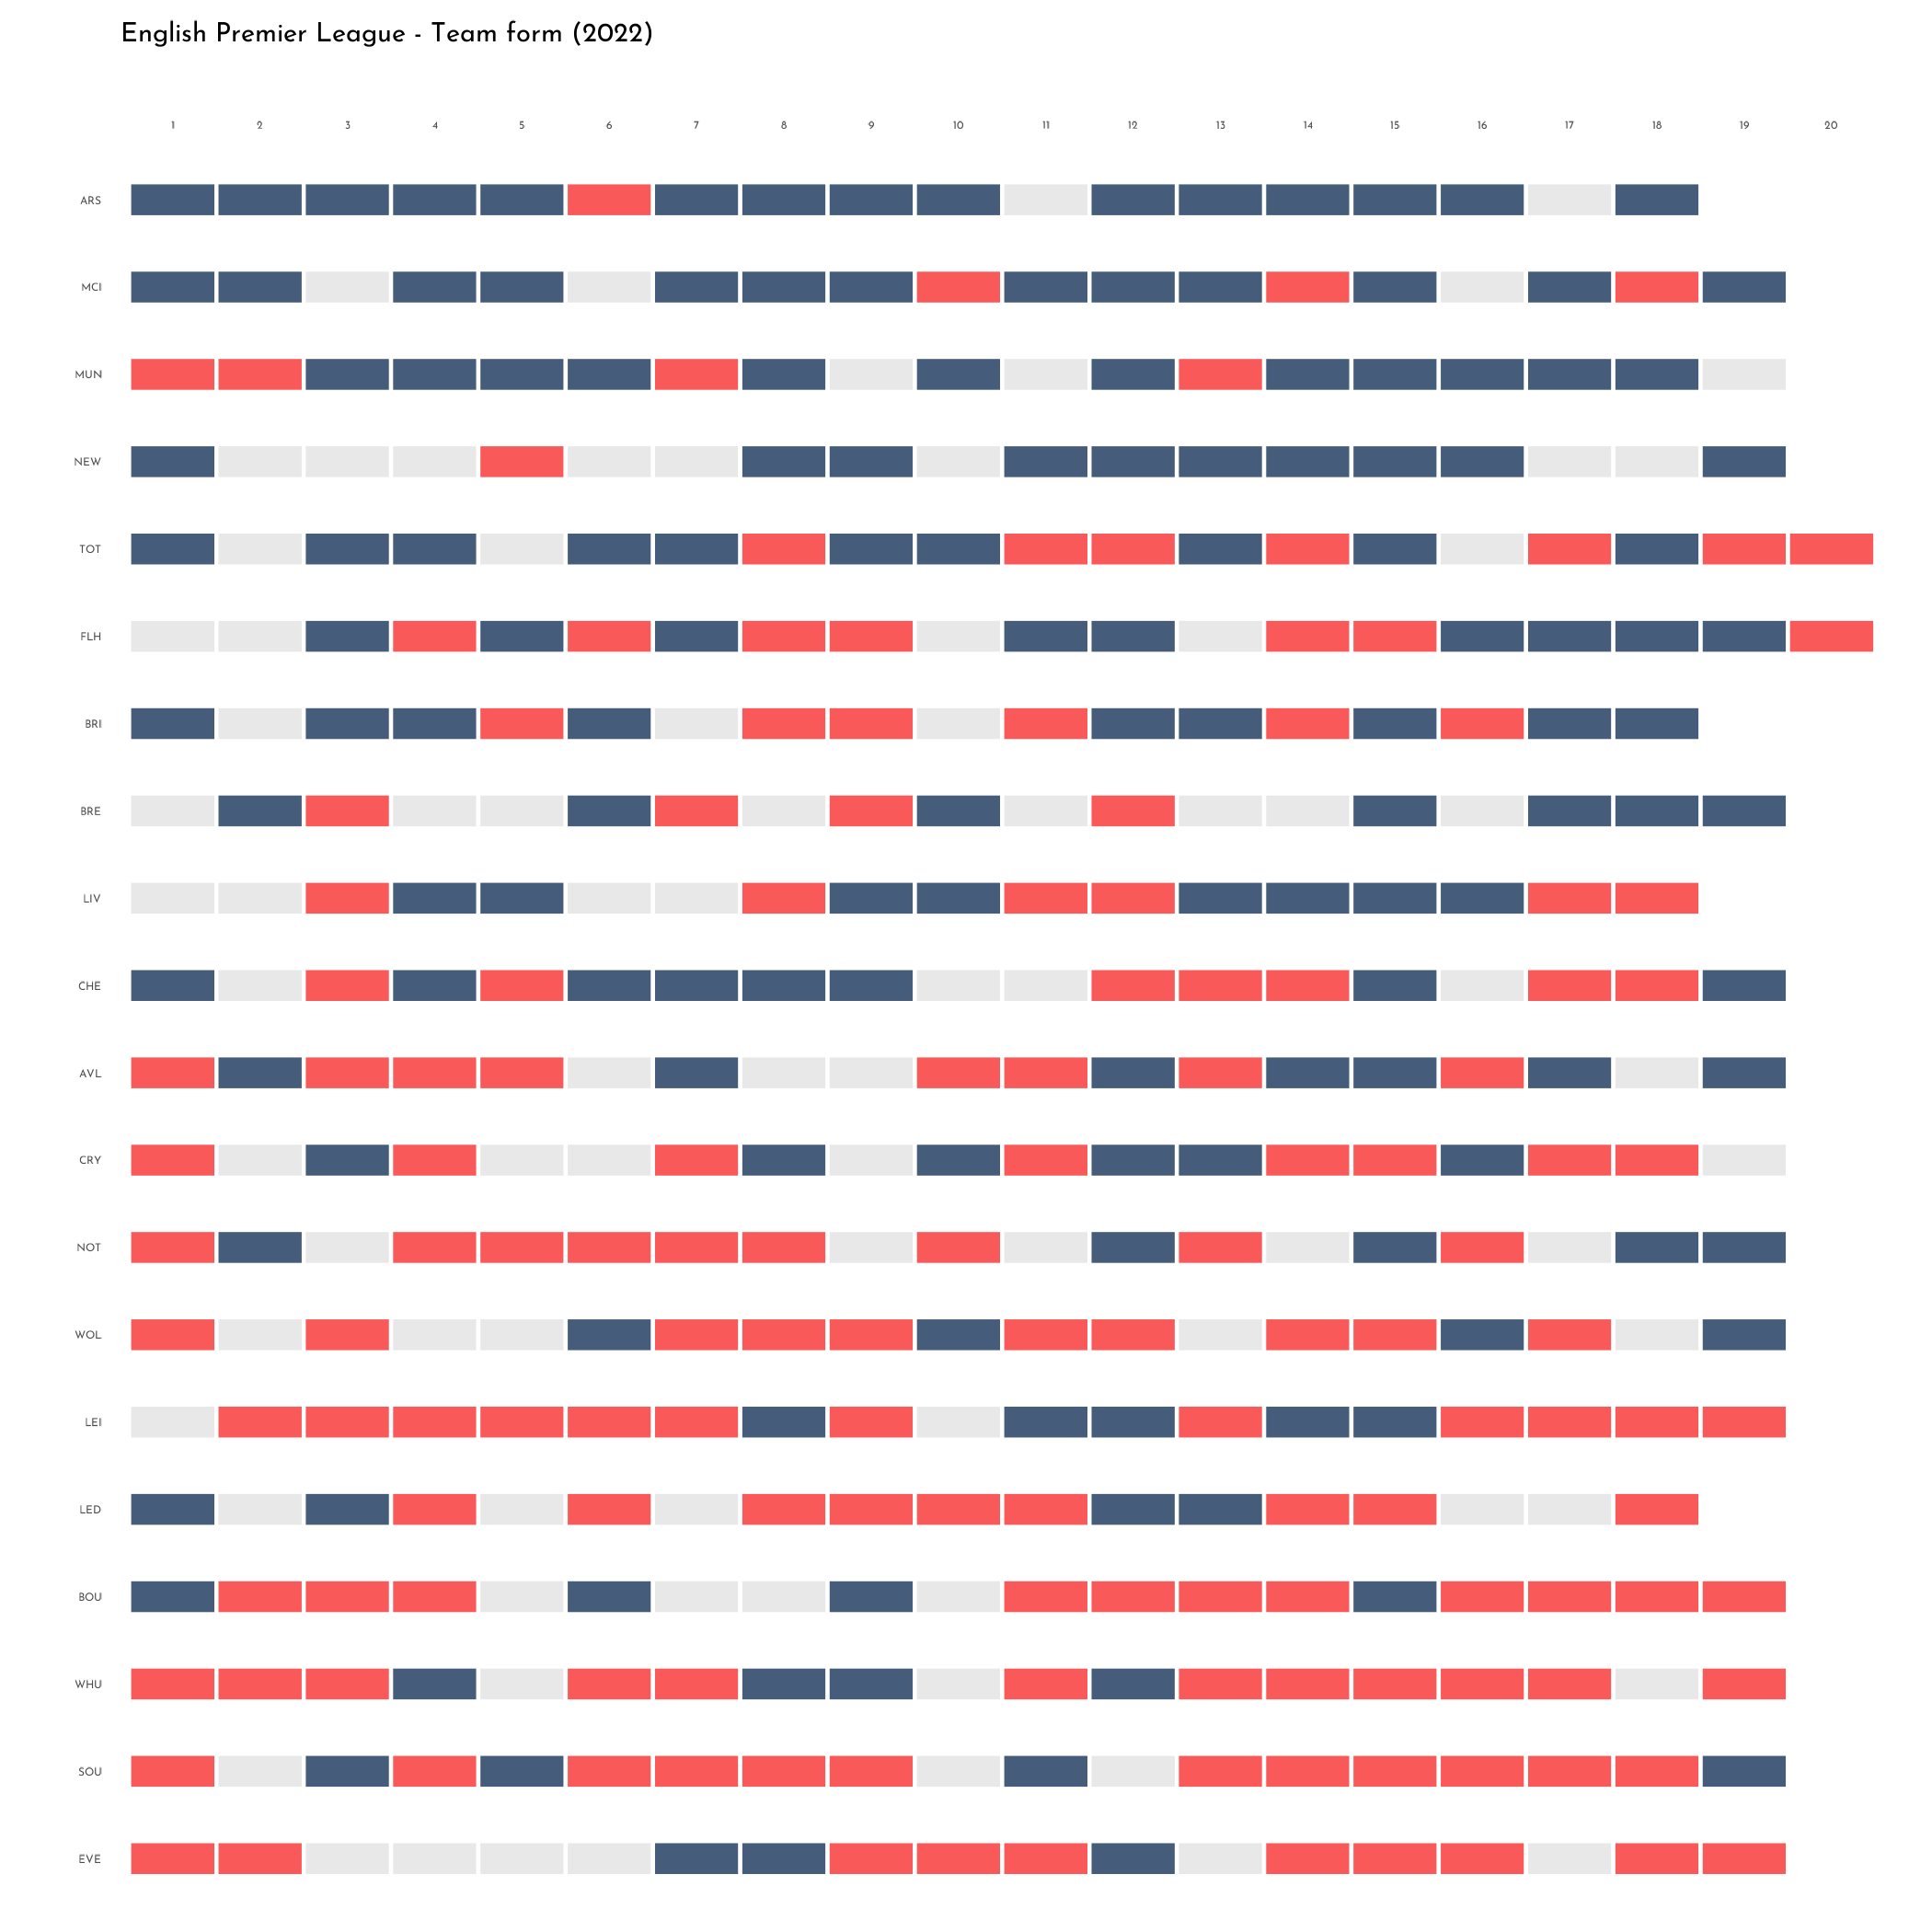 English Premier League - Team form (2022)
1 2 3 4 5 6 7 8 9 10 11 12 13 14 15 16 17 18 19 20
ARS
MCI
MUN
NEW
TOT
FLH
BRI
BRE
LIV
CHE
AVL
CRY
NOT
WOL
LEI
LED
BOU
WHU
SOU
EVE